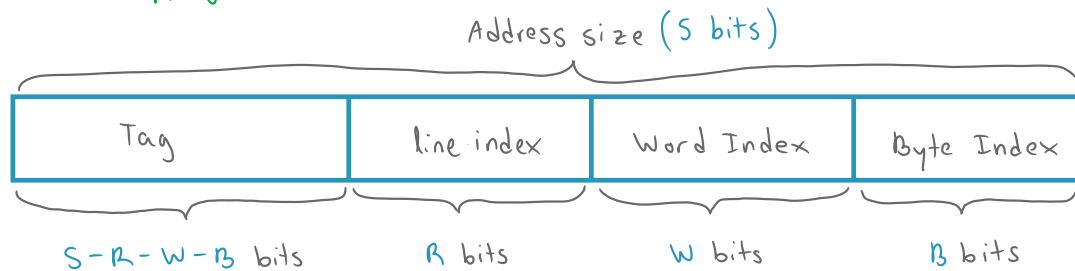 Address size (S bits)
Tag line index Word Index Byte Index
S-R-W-B bits R bits W bits B bits